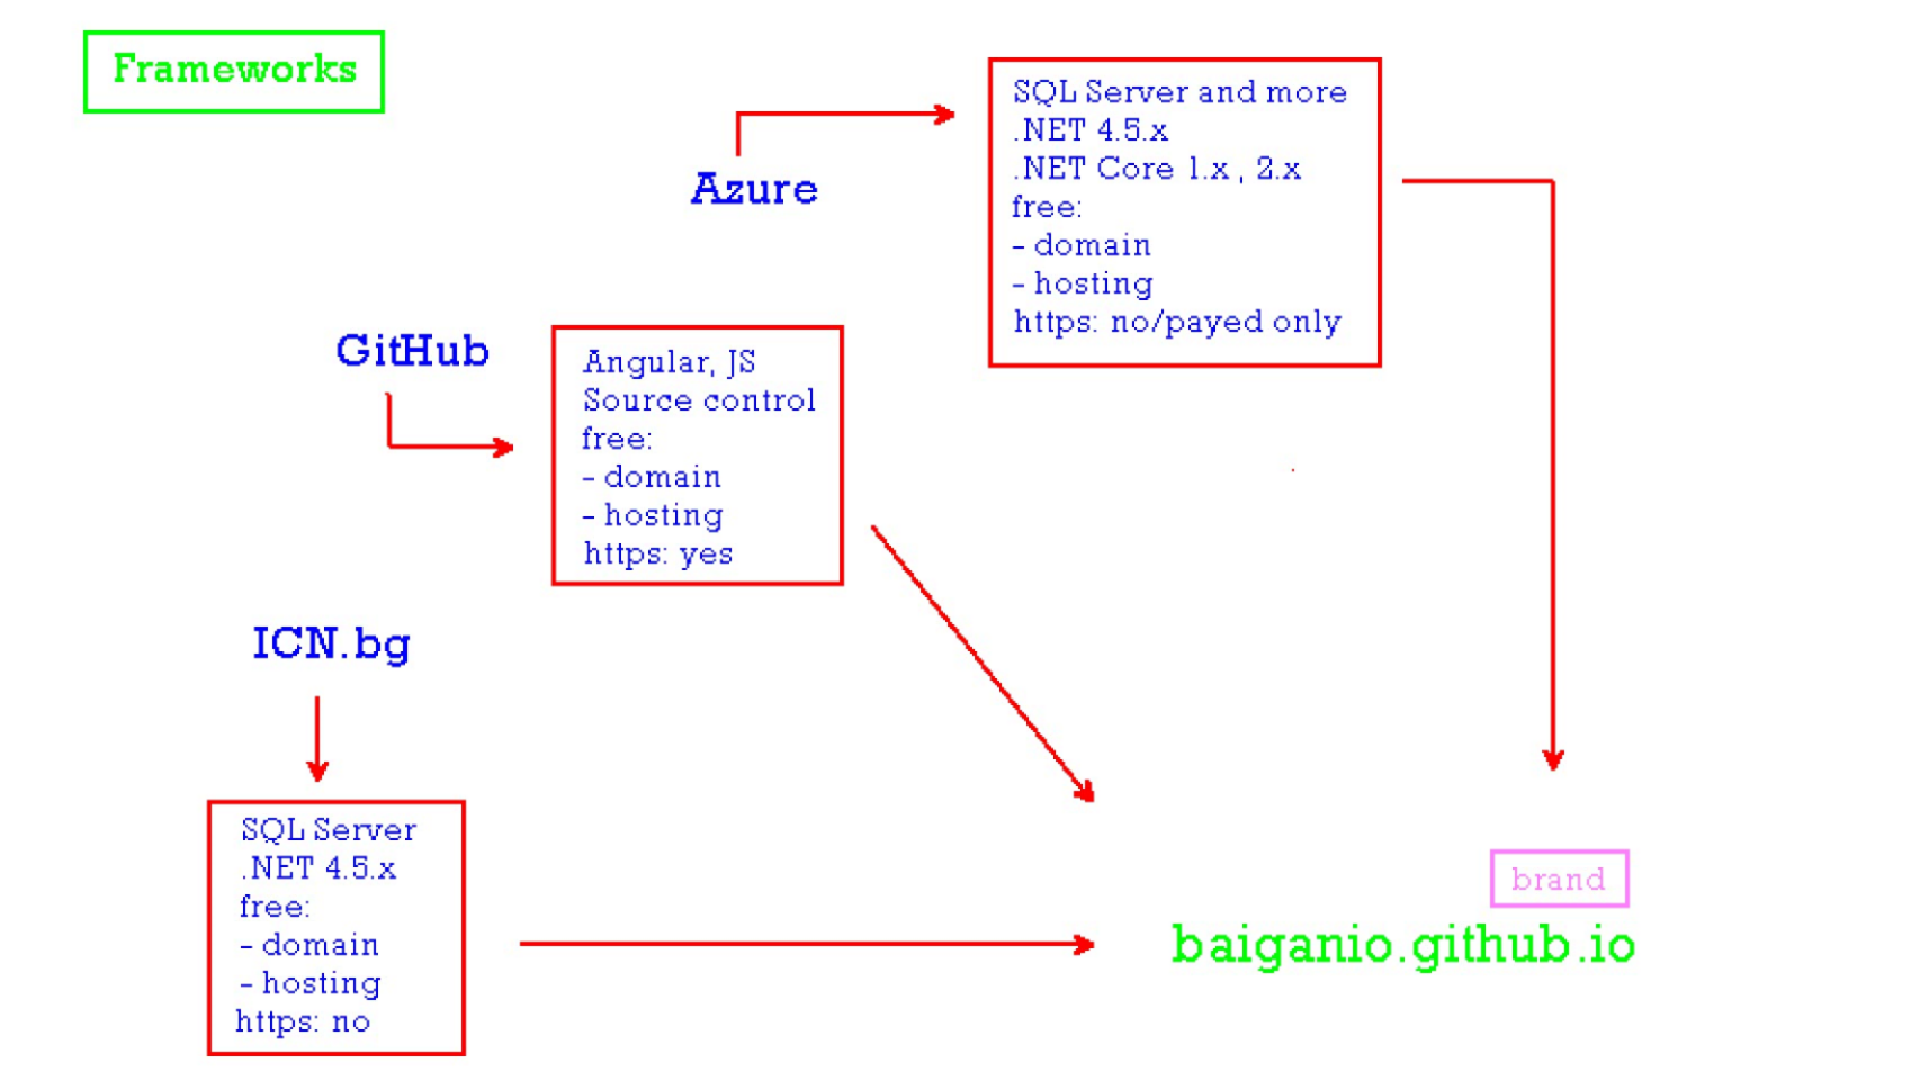 Frameworks
Azure
SQL Server and more
.NET 4.5.x
.NET Core 1.x , 2.x
free:
- domain
- hosting
https: no/payed only
GitHub
Angular, JS
Source control
free:
- domain
- hosting
https: yes
ICN.bg
SQL Server
.NET 4.5.x
free:
- domain
- hosting
https: no
brand
baiganio.github.io